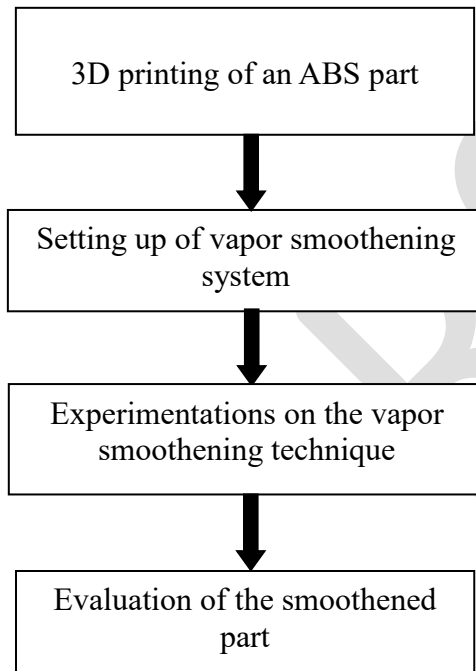 3D printing of an ABS part
Setting up of vapor smoothening
system
Experimentations on the vapor
smoothening technique
Evaluation of the smoothened
part